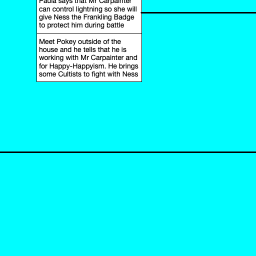 Paula says that Mr Carpainter
can control lightning so she will
give Ness the Frankling Badge
to protect him during battle
Meet Pokey outside of the
house and he tells that he is
working with Mr Carpainter and
for Happy-Happyism. He brings
some Cultists to fight with Ness